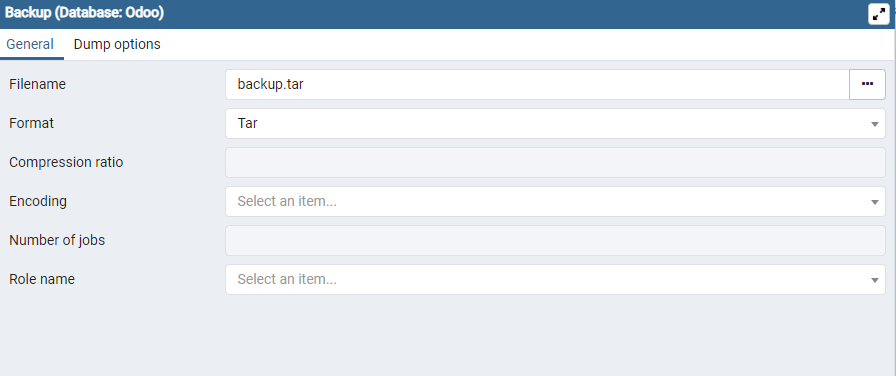 Backup (Database: Odoo)
General Dump options
Filename backup.tar
Format Tar
Compression ratio
Encoding Select an item...
Number of jobs
Role name Select an item...